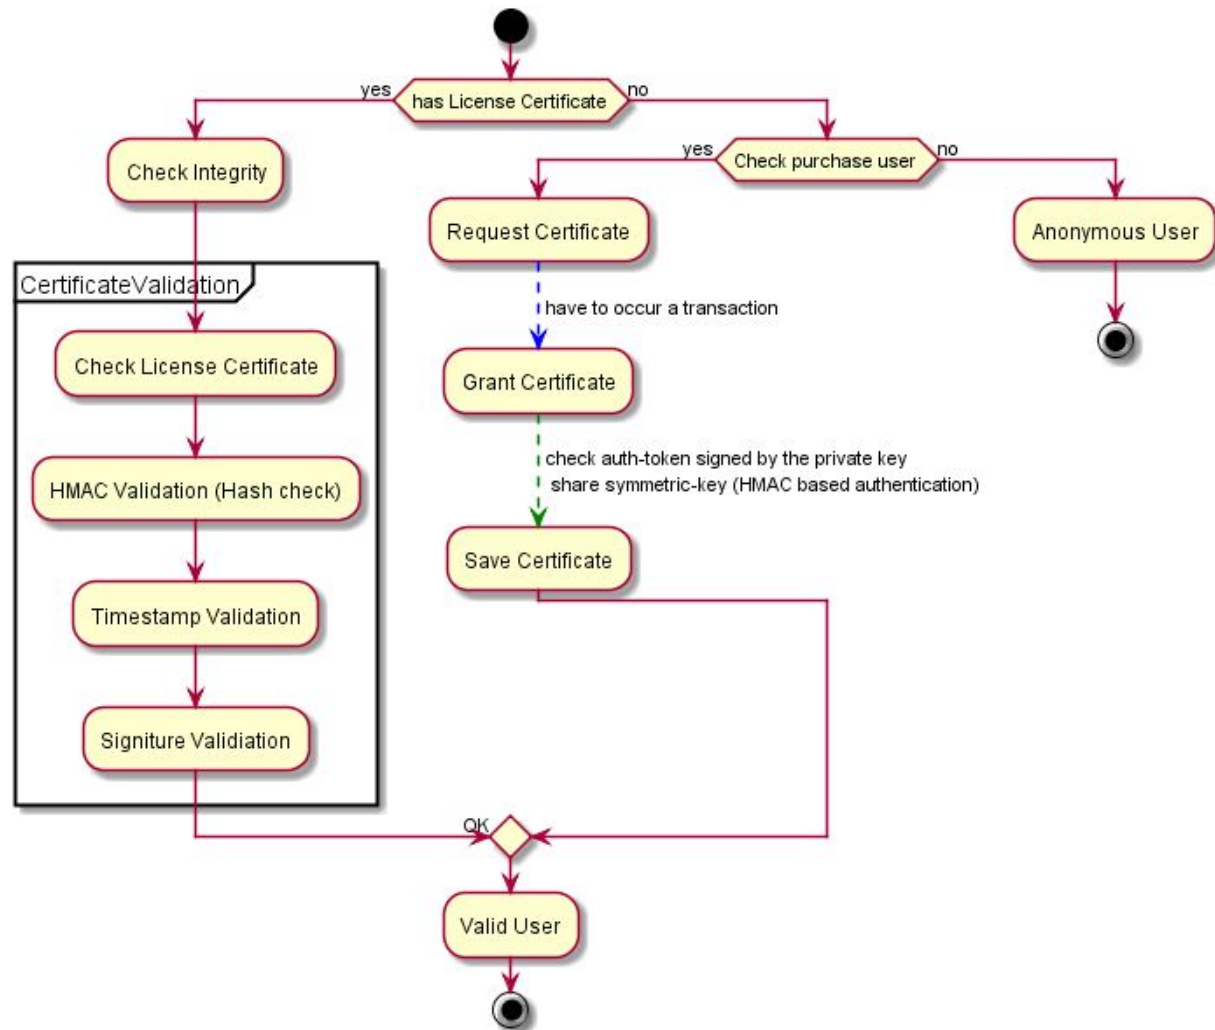 has License Certificate
yes
no
Check Integrity
Check purchase user
yes
no
Request Certificate
Anonymous User
CertificateValidation
have to occur a transaction
Check License Certificate
Grant Certificate
HMAC Validation (Hash check)
check auth-token signed by the private key
share symmetric-key (HMAC based authentication)
Save Certificate
Timestamp Validation
Signiture Validiation
OK
Valid User